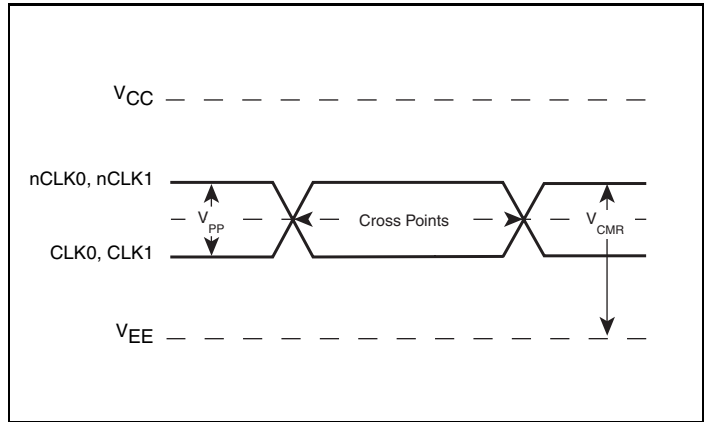 VCC
nCLK0, nCLK1
VPP
Cross Points
VCMR
CLK0, CLK1
VEE